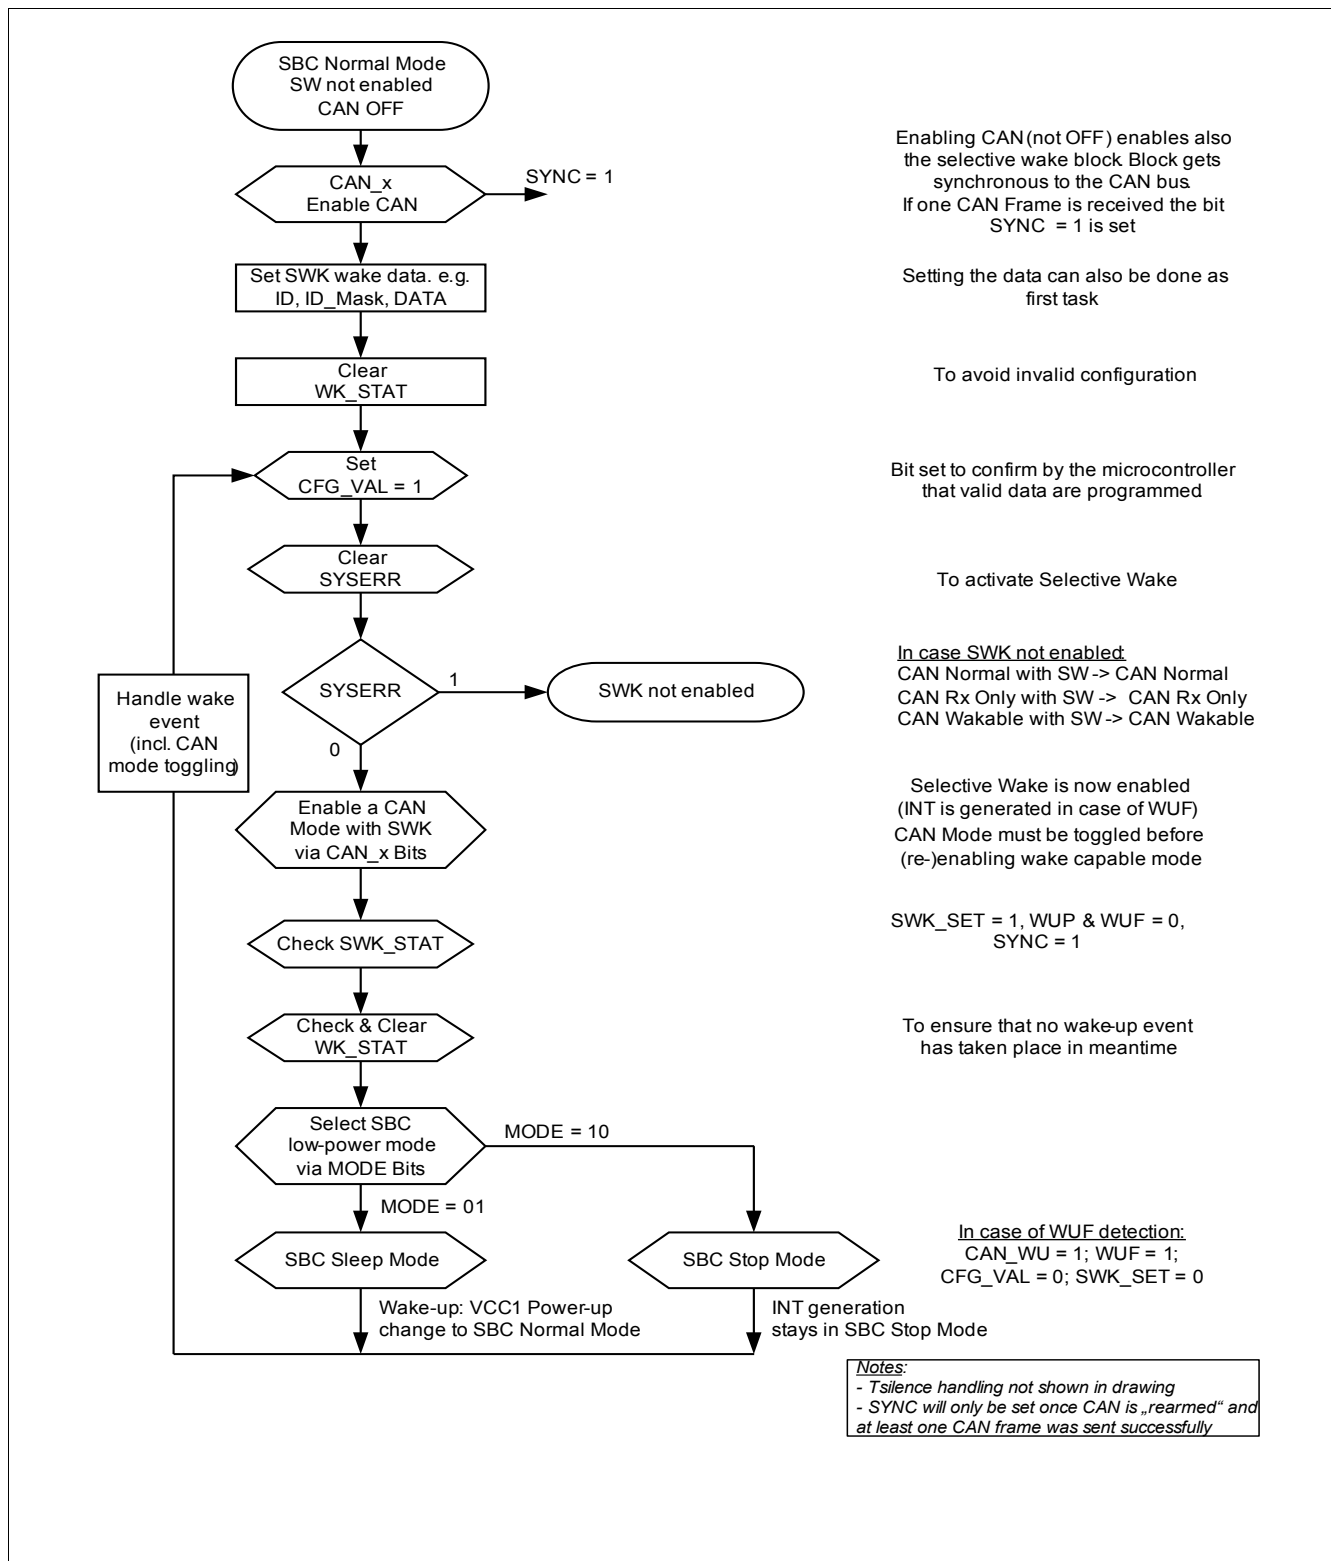 SBC Normal Mode
SW not enabled
CAN OFF
Enabling CAN (not OFF) enables also
the selective wake block. Block gets
synchronous to the CAN bus.
If one CAN Frame is received the bit
SYNC = 1 is set
CAN_x
Enable CAN
SYNC = 1
Set SWK wake data. e.g.
ID, ID_Mask, DATA
Setting the data can also be done as
first task
Clear
WK_STAT
To avoid invalid configuration
Set
CFG_VAL = 1
Bit set to confirm by the microcontroller
that valid data are programmed.
Clear
SYSERR
To activate Selective Wake
SYSERR
1
0
SWK not enabled
In case SWK not enabled:
CAN Normal with SW -> CAN Normal
CAN Rx Only with SW -> CAN Rx Only
CAN Wakable with SW -> CAN Wakable
Handle wake
event
(incl. CAN
mode toggling)
Enable a CAN
Mode with SWK
via CAN_x Bits
Selective Wake is now enabled
(INT is generated in case of WUF)
CAN Mode must be toggled before
(re-)enabling wake capable mode
Check SWK_STAT
SWK_SET = 1, WUP & WUF = 0,
SYNC = 1
Check & Clear
WK_STAT
To ensure that no wake-up event
has taken place in meantime
Select SBC
low-power mode
via MODE Bits
MODE = 10
MODE = 01
SBC Sleep Mode
SBC Stop Mode
In case of WUF detection:
CAN_WU = 1; WUF = 1;
CFG_VAL = 0; SWK_SET = 0
Wake-up: VCC1 Power-up
change to SBC Normal Mode
INT generation
stays in SBC Stop Mode
Notes:
- Tsilence handling not shown in drawing
- SYNC will only be set once CAN is „rearmed“ and
at least one CAN frame was sent successfully